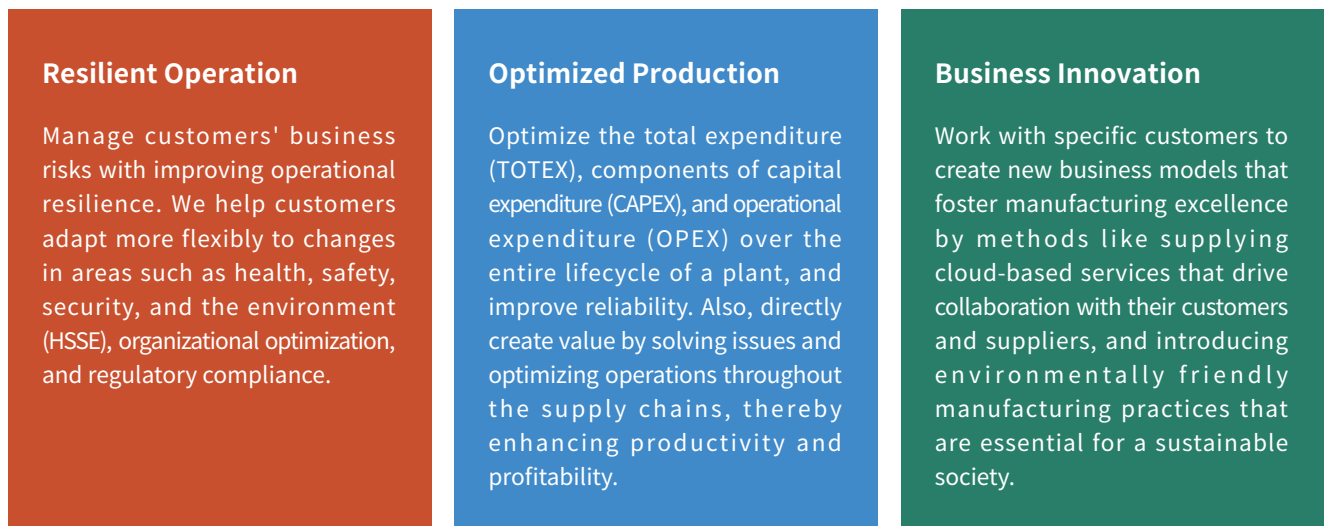 Resilient Operation
Manage customers' business
risks with improving operational
resilience. We help customers
adapt more flexibly to changes
in areas such as health, safety,
security, and the environment
(HSSE), organizational optimization,
and regulatory compliance.
Optimized Production
Optimize the total expenditure
(TOTEX), components of capital
expenditure (CAPEX), and operational
expenditure (OPEX) over the
entire lifecycle of a plant, and
improve reliability. Also, directly
create value by solving issues and
optimizing operations throughout
the supply chains, thereby
enhancing productivity and
profitability.
Business Innovation
Work with specific customers to
create new business models that
foster manufacturing excellence
by methods like supplying
cloud-based services that drive
collaboration with their customers
and suppliers, and introducing
environmentally friendly
manufacturing practices that
are essential for a sustainable
society.